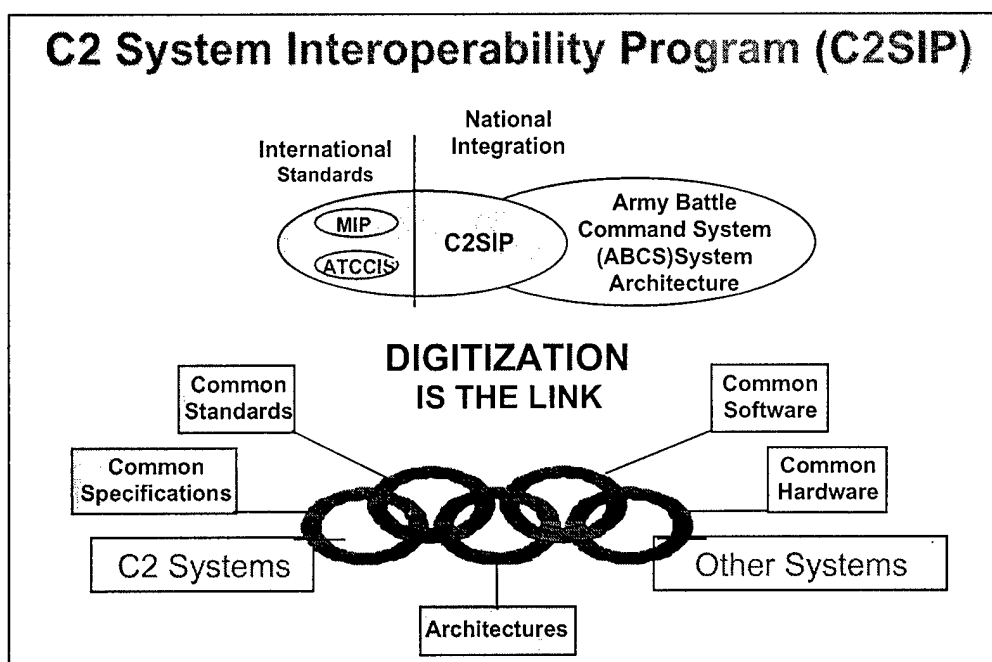 C2 System Interoperability Program (C2SIP)
International
Standards
National
Integration
MIP
ATCCIS
C2SIP
Army Battle
Command System
(ABCS)System
Architecture
DIGITIZATION
IS THE LINK
Common
Standards
Common
Software
Common
Specifications
Common
Hardware
C2 Systems
Other Systems
Architectures